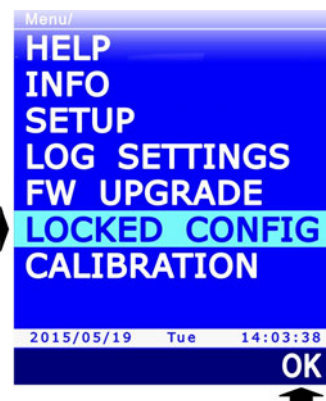 Menu/
HELP
INFO
SETUP
LOG SETTINGS
FW UPGRADE
LOCKED CONFIG
CALIBRATION
2015/05/19 Tue 14:03:38
OK